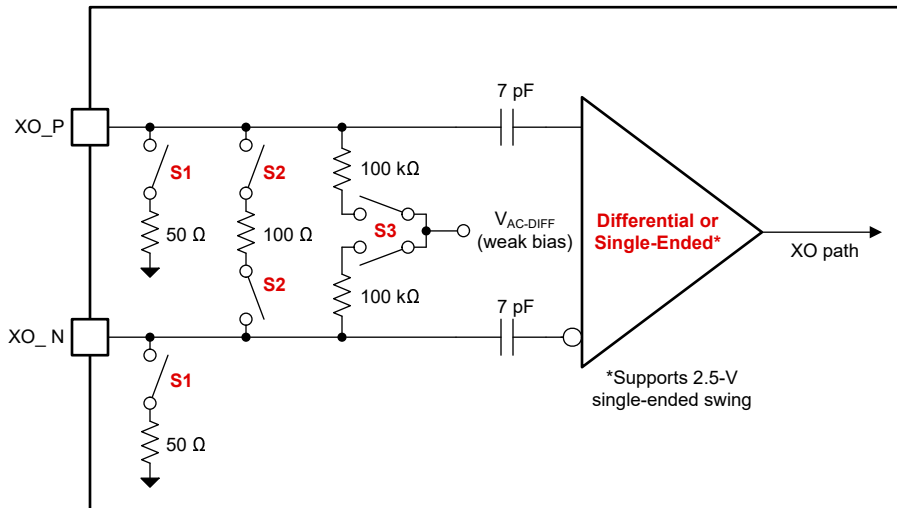 7 pF
XO_P
S1
S2
100 kΩ
50 Ω
100 Ω
S3
V_AC-DIFF
(weak bias)
Differential or
Single-Ended*
XO path
S2
100 kΩ
7 pF
XO_ N
S1
50 Ω
*Supports 2.5-V
single-ended swing